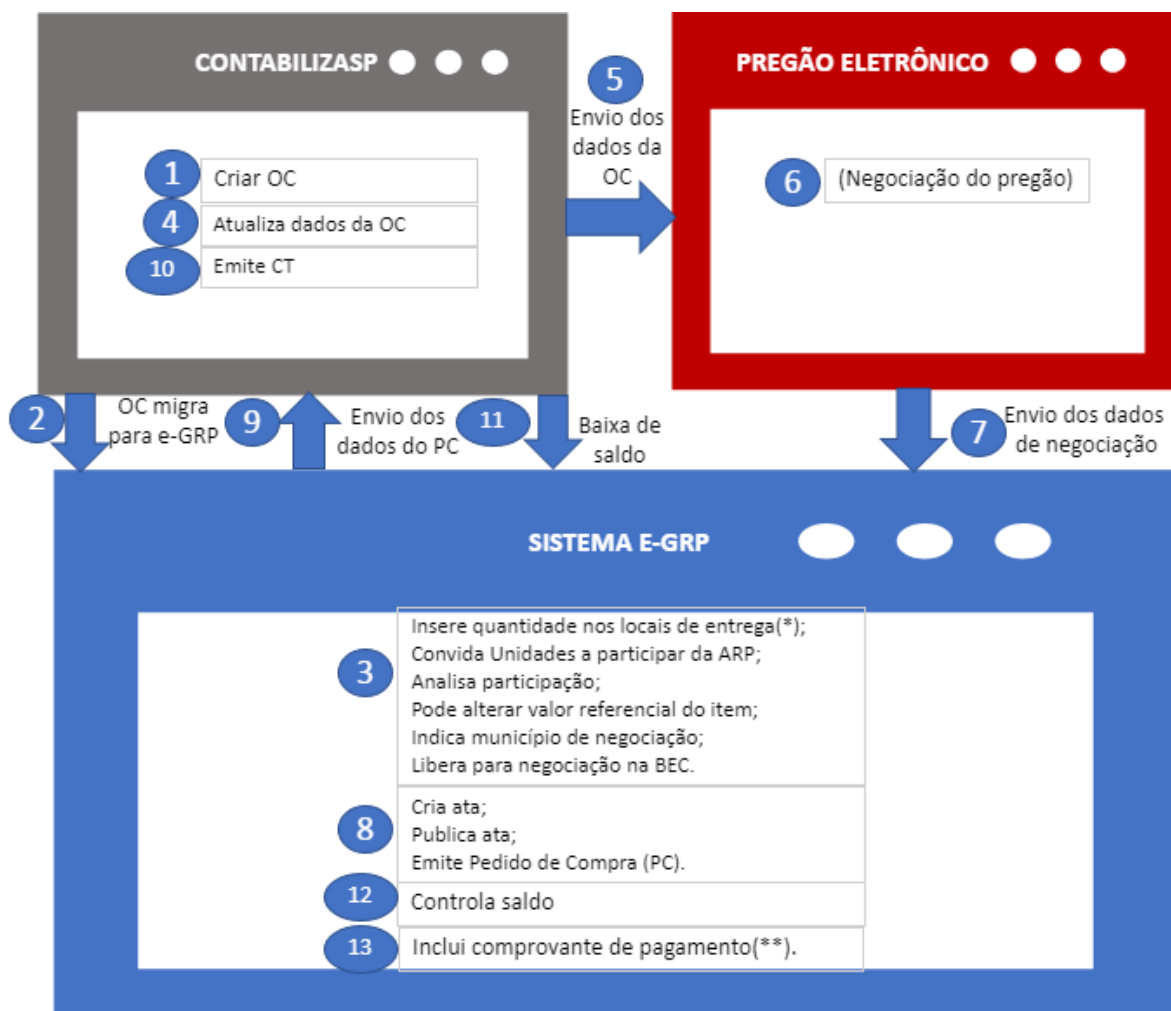 CONTABILIZASP
1
Criar OC
4
Atualiza dados da OC
10
Emite CT
5
Envio dos
dados da
OC
PREGÃO ELETRÔNICO
6
(Negociação do pregão)
2
OC migra
para e-GRP
9
Envio dos
dados do PC
11
Baixa de
saldo
7
Envio dos dados
de negociação
SISTEMA E-GRP
3
Insere quantidade nos locais de entrega(*);
Convida Unidades a participar da ARP;
Analisa participação;
Pode alterar valor referencial do item;
Indica município de negociação;
Libera para negociação na BEC.
8
Cria ata;
Publica ata;
Emite Pedido de Compra (PC).
12
Controla saldo
13
Inclui comprovante de pagamento(**).